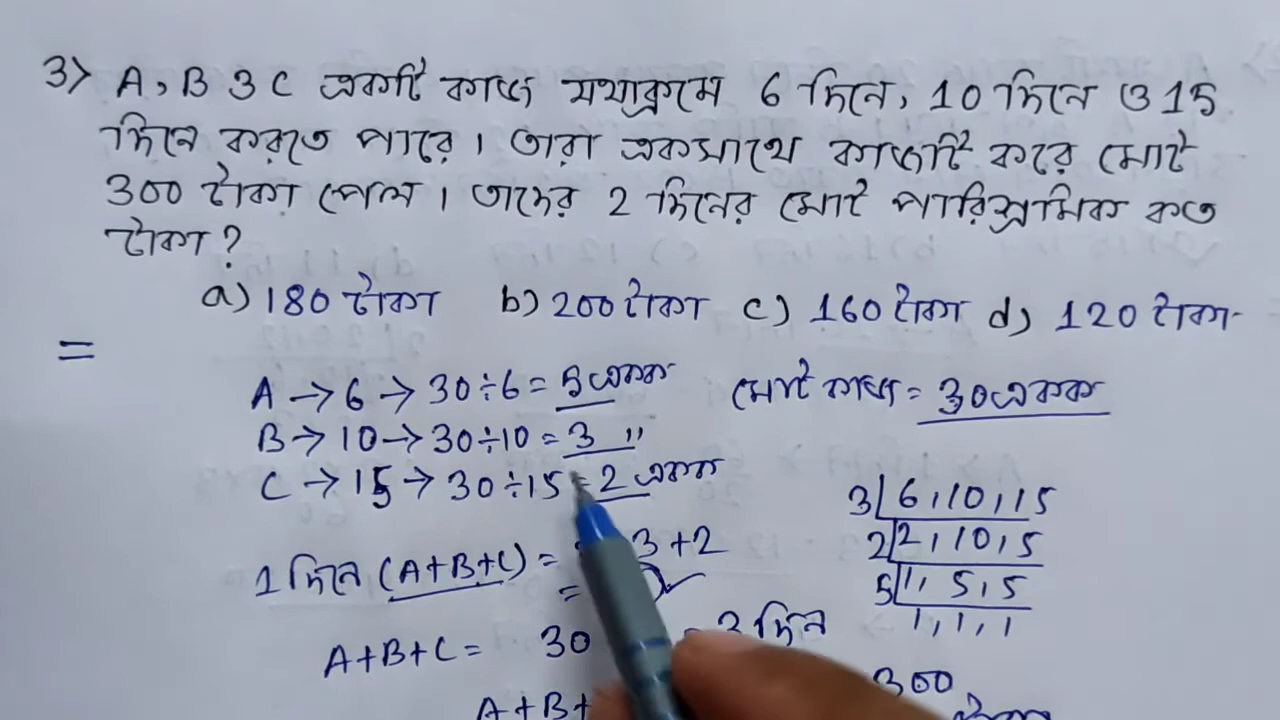 3> A, B ও C একটি কাজ যথাক্রমে 6 দিনে, 10 দিনে ও 15
দিনে করতে পারে। তারা একসাথে কাজটি করে মোট
300 টাকা পেল। তাদের 2 দিনের মোট পারিশ্রমিক কত
টাকা?
a) 180 টাকা b) 200 টাকা c) 160 টাকা d) 120 টাকা
=
A → 6 → 30 ÷ 6 = 5 একক মোট কাজ = 30 একক
B → 10 → 30 ÷ 10 = 3 "
C → 15 → 30 ÷ 15 = 2 একক
3 | 6, 10, 15
2 | 2, 10, 5
5 | 1, 5, 5
1, 1, 1
1 দিনে (A+B+C) = 3 + 2
=
A+B+C = 30 = 3 দিন
A+B+ 300